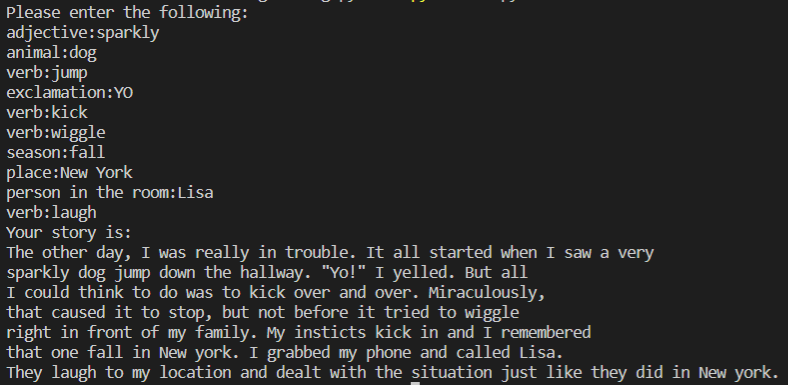 Please enter the following:
adjective:sparkly
animal:dog
verb:jump
exclamation:YO
verb:kick
verb:wiggle
season:fall
place:New York
person in the room:Lisa
verb:laugh
Your story is:
The other day, I was really in trouble. It all started when I saw a very
sparkly dog jump down the hallway. "Yo!" I yelled. But all
I could think to do was to kick over and over. Miraculously,
that caused it to stop, but not before it tried to wiggle
right in front of my family. My insticts kick in and I remembered
that one fall in New york. I grabbed my phone and called Lisa.
They laugh to my location and dealt with the situation just like they did in New york.